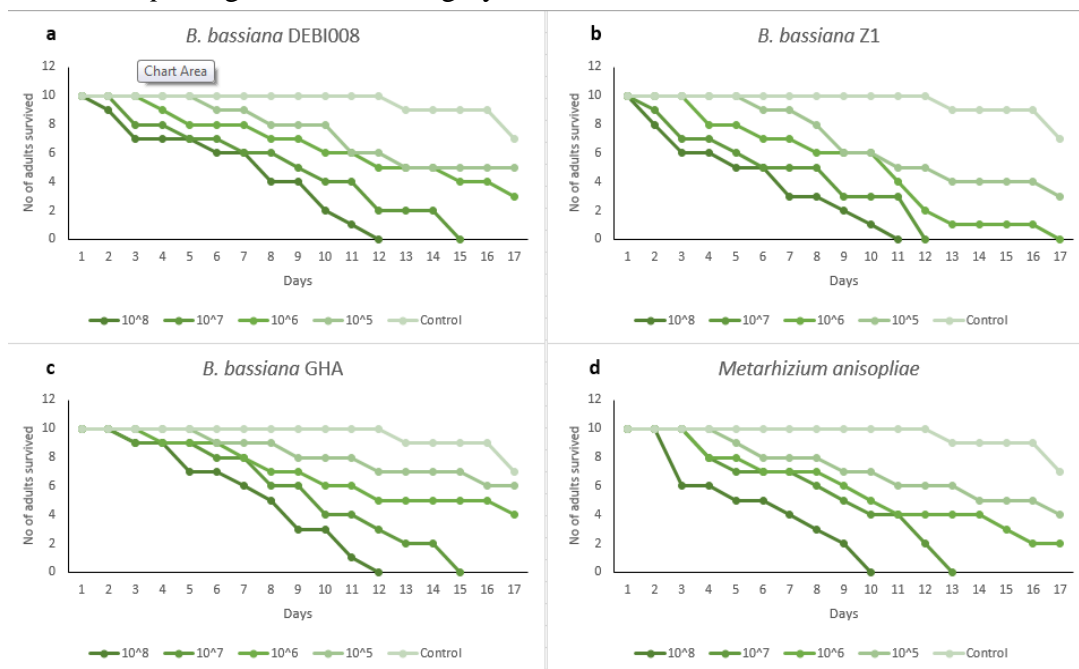 a
B. bassiana DEBI008
Chart Area
12
10
8
6
4
2
0
No of adults survived
1 2 3 4 5 6 7 8 9 10 11 12 13 14 15 16 17
Days
10^8 10^7 10^6 10^5 Control
b
B. bassiana Z1
12
10
8
6
4
2
0
No of adults survived
1 2 3 4 5 6 7 8 9 10 11 12 13 14 15 16 17
Days
10^8 10^7 10^6 10^5 Control
c
B. bassiana GHA
12
10
8
6
4
2
0
No of adults survived
1 2 3 4 5 6 7 8 9 10 11 12 13 14 15 16 17
Days
10^8 10^7 10^6 10^5 Control
d
Metarhizium anisopliae
12
10
8
6
4
2
0
No of adults survived
1 2 3 4 5 6 7 8 9 10 11 12 13 14 15 16 17
Days
10^8 10^7 10^6 10^5 Control